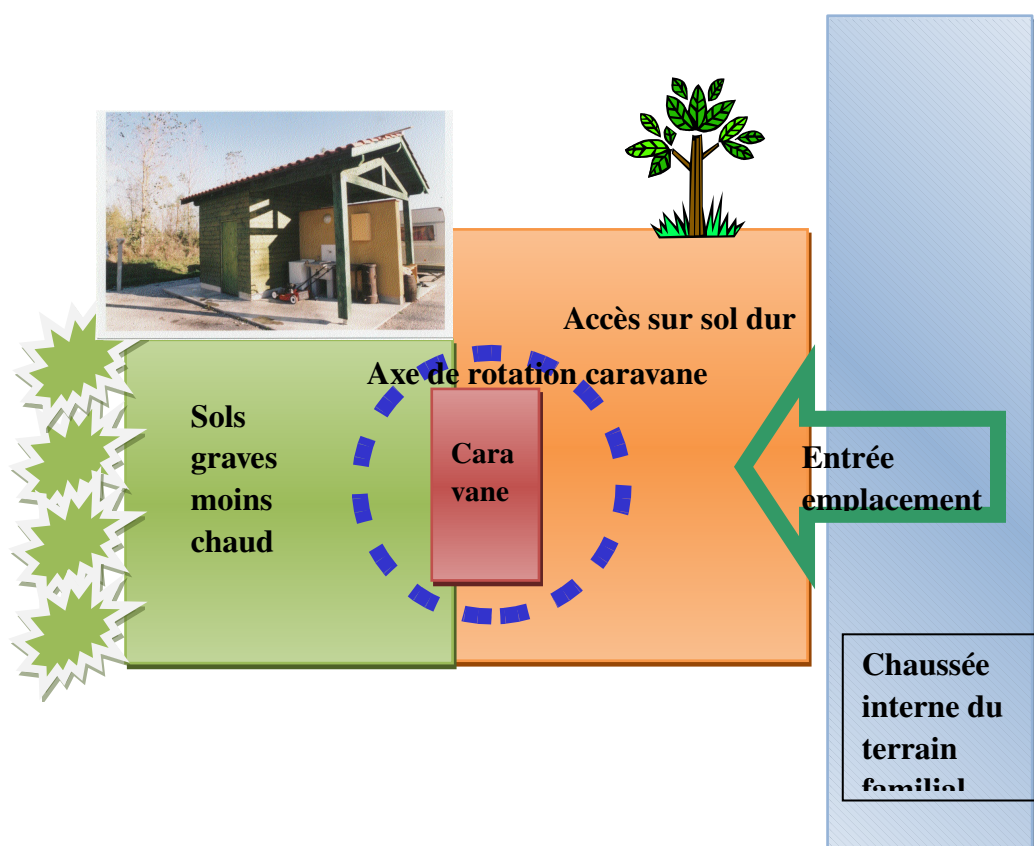 Accès sur sol dur
Axe de rotation caravane
Sols
graves
moins
chaud
Cara
vane
Entrée
emplacement
Chaussée
interne du
terrain
familial